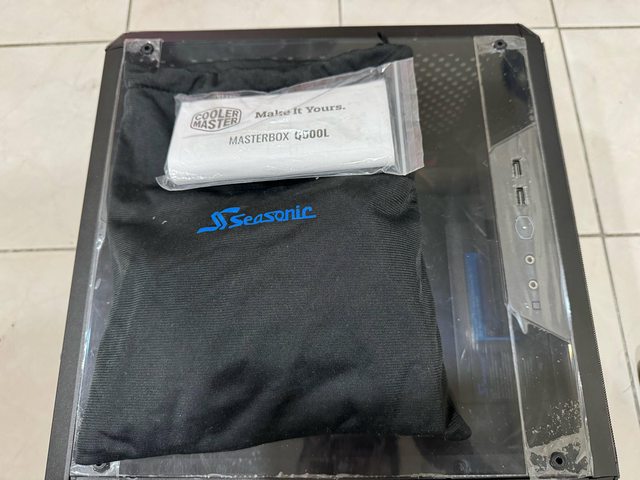 COOLER
MASTER
Make It Yours.
MASTERBOX Q500L
Seasonic